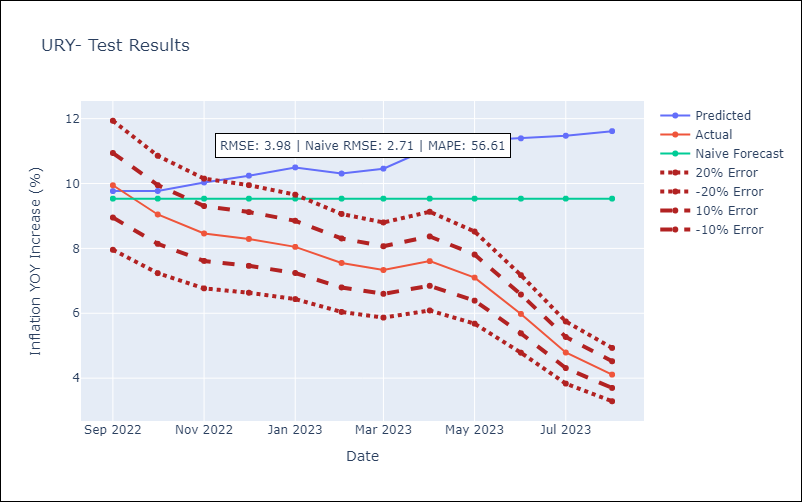 URY- Test Results
RMSE: 3.98 | Naive RMSE: 2.71 | MAPE: 56.61
Predicted
Actual
Naive Forecast
20% Error
-20% Error
10% Error
-10% Error
Inflation YOY Increase (%)
12
10
8
6
4
Sep 2022
Nov 2022
Jan 2023
Mar 2023
May 2023
Jul 2023
Date